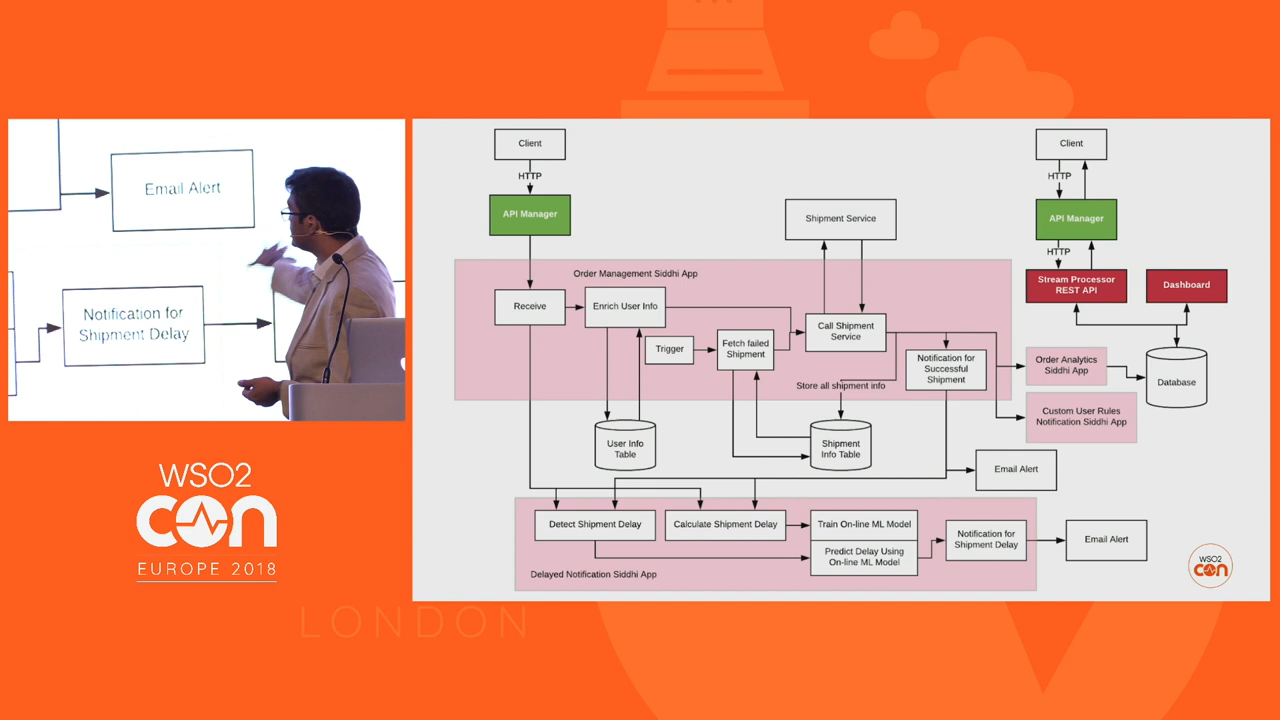 Email Alert
Notification for
Shipment Delay
WSO2
con
EUROPE 2018
LONDON
Client
HTTP
API Manager
Shipment Service
Order Management Siddhi App
Receive
Enrich User Info
Trigger
Fetch failed
Shipment
Call Shipment
Service
Notification for
Successful
Shipment
Store all shipment info
User Info
Table
Shipment
Info Table
Client
HTTP
API Manager
HTTP
Stream Processor
REST API
Dashboard
Order Analytics
Siddhi App
Database
Custom User Rules
Notification Siddhi App
Email Alert
Detect Shipment Delay
Calculate Shipment Delay
Train On-line ML Model
Predict Delay Using
On-line ML Model
Notification for
Shipment Delay
Email Alert
Delayed Notification Siddhi App
WSO2
con